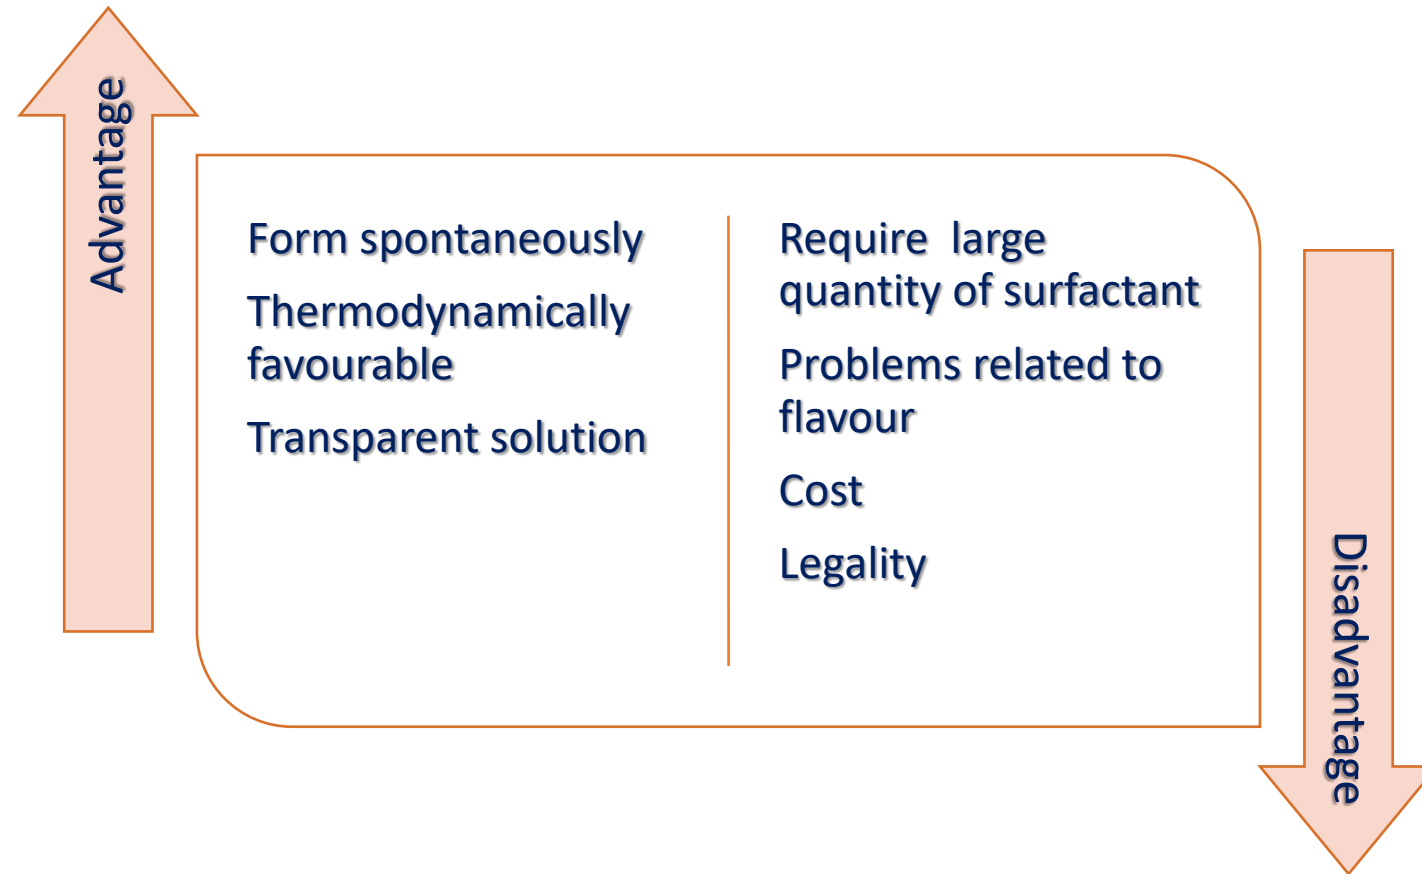 Advantage
Form spontaneously
Thermodynamically
favourable
Transparent solution
Require  large
quantity of surfactant
Problems related to
flavour
Cost
Legality
Disadvantage